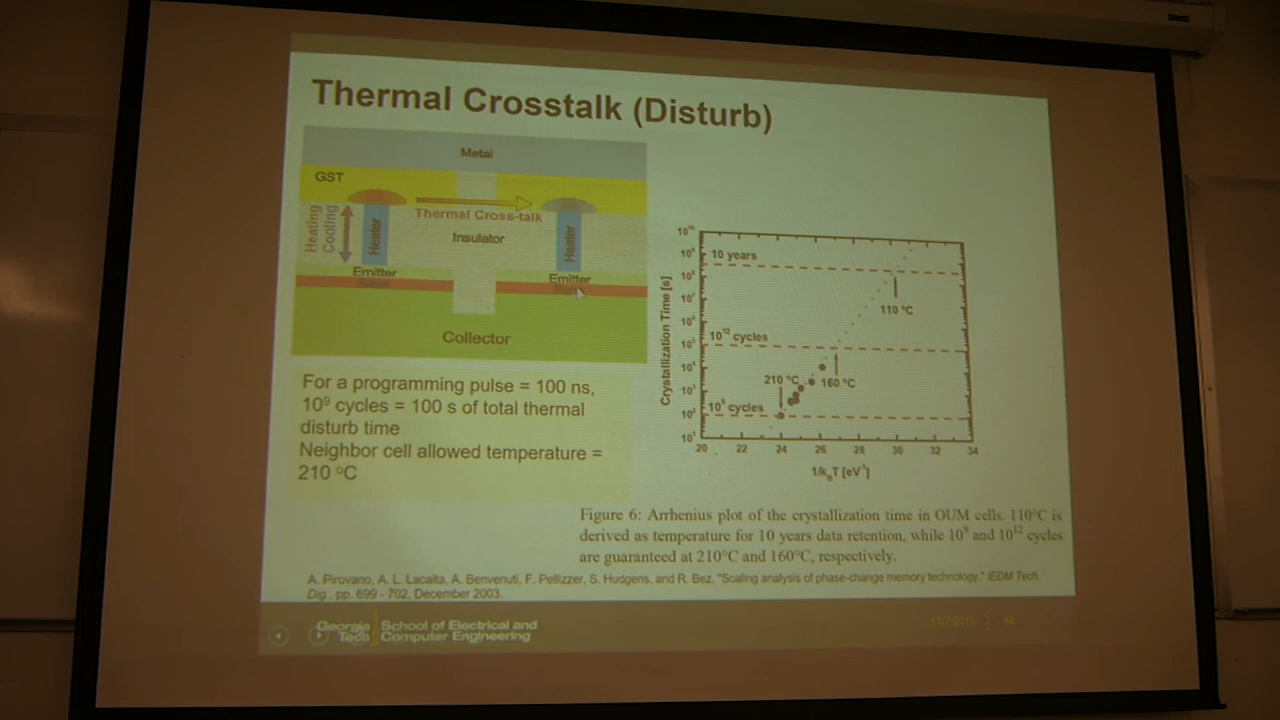 Thermal Crosstalk (Disturb)
Metal
GST
Thermal Cross-talk
Heating
Cooling
Heater
Insulator
Heater
Emitter
Emitter
Collector
For a programming pulse = 100 ns,
10⁹ cycles = 100 s of total thermal
disturb time
Neighbor cell allowed temperature =
210 °C
Crystallization Time [s]
10¹⁰
10⁹
10⁸
10⁷
10⁶
10⁵
10⁴
10³
10²
10¹
10 years
110 °C
10¹² cycles
210 °C
160 °C
10⁹ cycles
20 22 24 26 28 30 32 34
1/k_BT [eV⁻¹]
Figure 6: Arrhenius plot of the crystallization time in OUM cells. 110°C is
derived as temperature for 10 years data retention, while 10⁹ and 10¹² cycles
are guaranteed at 210°C and 160°C, respectively.
A. Pirovano, A. L. Lacaita, A. Benvenuti, F. Pellizzer, S. Hudgens, and R. Bez, "Scaling analysis of phase-change memory technology," IEDM Tech.
Dig., pp. 699 - 702, December 2003.
Georgia Tech
School of Electrical and
Computer Engineering